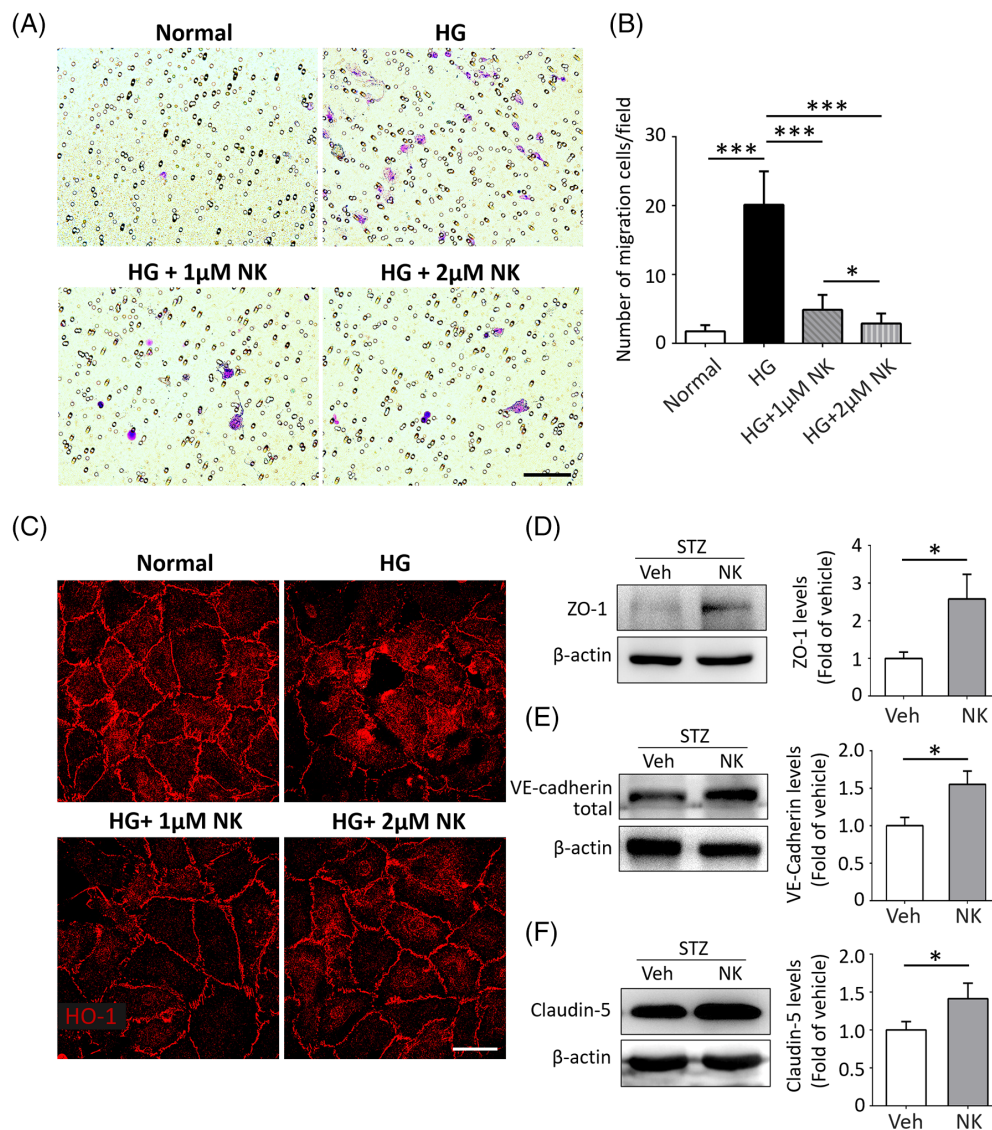 (A)
Normal
HG
HG + 1µM NK
HG + 2µM NK
(B)
Number of migration cells/field
30
20
10
0
***
***
***
*
Normal
HG
HG+1µM NK
HG+2µM NK
(C)
Normal
HG
HG+ 1µM NK
HG+ 2µM NK
HO-1
(D)
STZ
Veh
NK
ZO-1
β-actin
ZO-1 levels
(Fold of vehicle)
4
3
2
1
0
*
Veh
NK
(E)
STZ
Veh
NK
VE-cadherin
total
β-actin
VE-Cadherin levels
(Fold of vehicle)
2.0
1.5
1.0
0.5
0
*
Veh
NK
(F)
STZ
Veh
NK
Claudin-5
β-actin
Claudin-5 levels
(Fold of vehicle)
2.0
1.5
1.0
0.5
0
*
Veh
NK